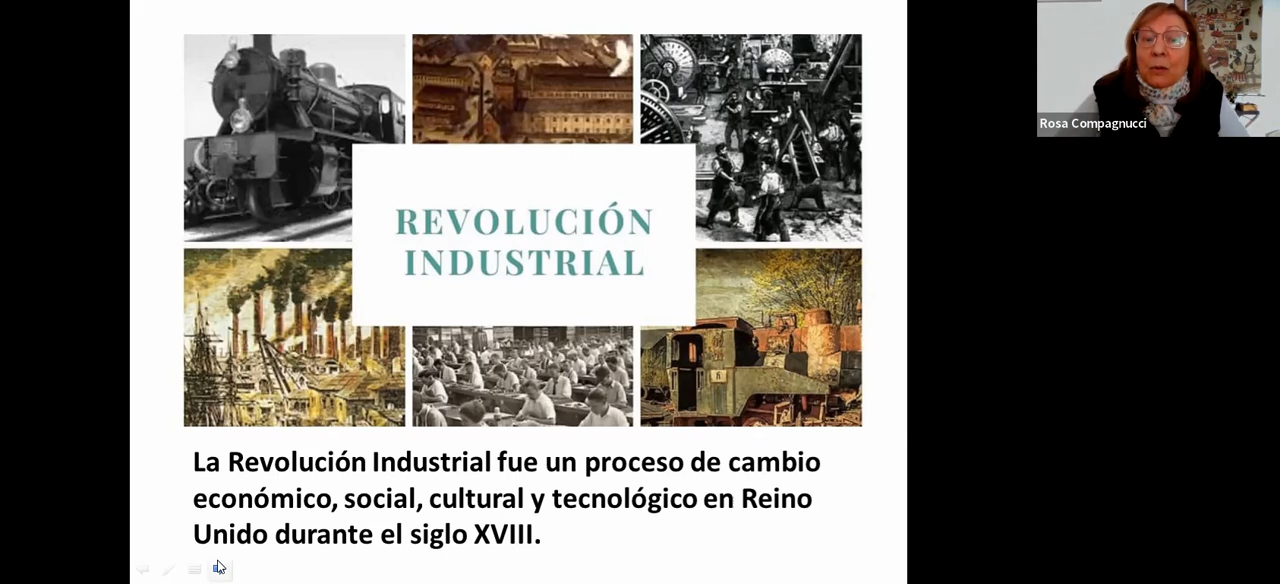 REVOLUCIÓN
INDUSTRIAL
La Revolución Industrial fue un proceso de cambio
económico, social, cultural y tecnológico en Reino
Unido durante el siglo XVIII.
Rosa Compagnucci